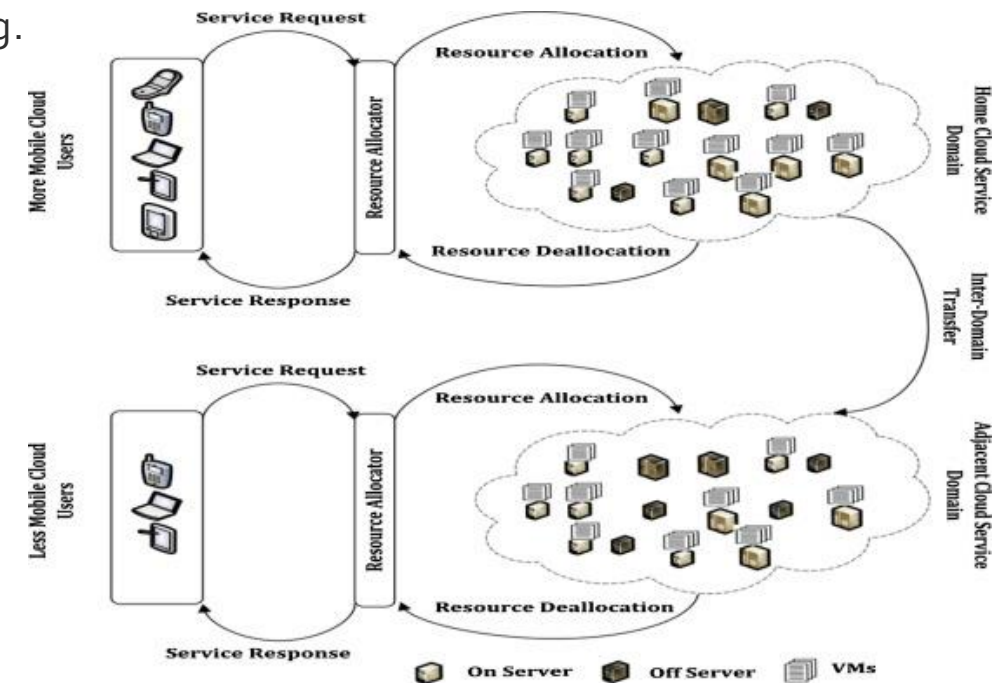 g.
Service Request
Resource Allocation
More Mobile Cloud
Users
Resource Allocator
Home Cloud Service
Domain
Resource Deallocation
Service Response
Inter-Domain
Transfer
Service Request
Resource Allocation
Less Mobile Cloud
Users
Resource Allocator
Adjacent Cloud Service
Domain
Resource Deallocation
Service Response
On Server
Off Server
VMs